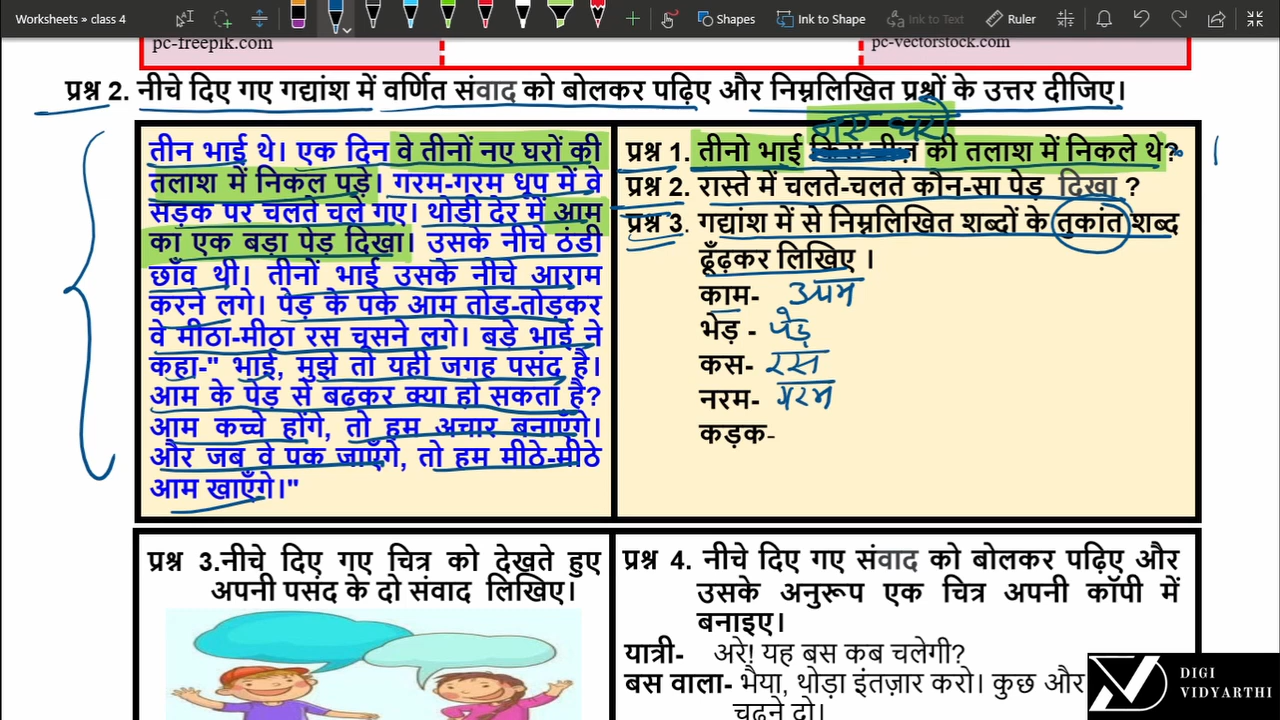 Worksheets » class 4
Shapes
Ink to Shape
Ink to Text
Ruler
pc-freepik.com
pc-vectorstock.com
प्रश्न 2. नीचे दिए गए गद्यांश में वर्णित संवाद को बोलकर पढ़िए और निम्नलिखित प्रश्नों के उत्तर दीजिए।
तीन भाई थे। एक दिन वे तीनों नए घरों की
तलाश में निकल पड़े। गरम-गरम धूप में वे
सड़क पर चलते चले गए। थोडी देर में आम
का एक बड़ा पेड़ दिखा। उसके नीचे ठंडी
छाँव थी। तीनों भाई उसके नीचे आराम
करने लगे। पेड़ के पके आम तोड़-तोड़कर
वे मीठा-मीठा रस चूसने लगे। बडे भाई ने
कहा-" भाई, मुझे तो यही जगह पसंद है।
आम के पेड़ से बढकर क्या हो सकता है?
आम कच्चे होंगे, तो हम अचार बनाएँगे।
और जब वे पक जाएँगे, तो हम मीठे-मीठे
आम खाएँगे।"
नए घरों
प्रश्न 1. तीनो भाई की तलाश में निकले थे?
प्रश्न 2. रास्ते में चलते-चलते कौन-सा पेड़ दिखा ?
प्रश्न 3. गद्यांश में से निम्नलिखित शब्दों के तुकांत शब्द
ढूँढ़कर लिखिए ।
काम- आम
भेड़ - पेड़
कस- रस
नरम- गरम
कड़क-
प्रश्न 3.नीचे दिए गए चित्र को देखते हुए
अपनी पसंद के दो संवाद लिखिए।
प्रश्न 4. नीचे दिए गए संवाद को बोलकर पढ़िए और
उसके अनुरूप एक चित्र अपनी कॉपी में
बनाइए।
यात्री- अरे! यह बस कब चलेगी?
बस वाला- भैया, थोड़ा इंतज़ार करो। कुछ और
चढने दो।
DIGI
VIDYARTHI